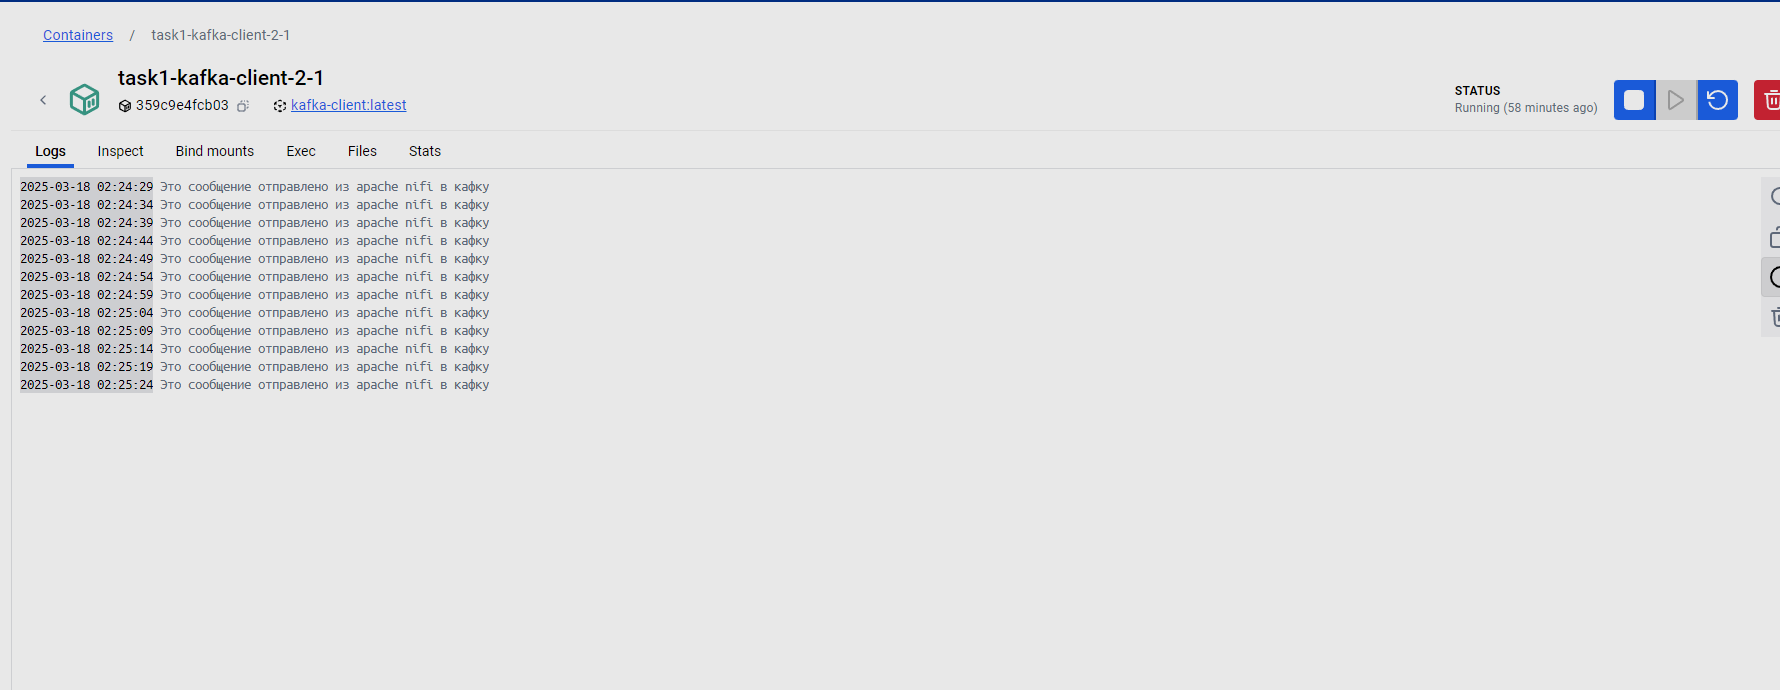 Containers / task1-kafka-client-2-1
task1-kafka-client-2-1
359c9e4fcb03 kafka-client:latest
STATUS
Running (58 minutes ago)
Logs Inspect Bind mounts Exec Files Stats
2025-03-18 02:24:29 Это сообщение отправлено из apache nifi в кафку
2025-03-18 02:24:34 Это сообщение отправлено из apache nifi в кафку
2025-03-18 02:24:39 Это сообщение отправлено из apache nifi в кафку
2025-03-18 02:24:44 Это сообщение отправлено из apache nifi в кафку
2025-03-18 02:24:49 Это сообщение отправлено из apache nifi в кафку
2025-03-18 02:24:54 Это сообщение отправлено из apache nifi в кафку
2025-03-18 02:24:59 Это сообщение отправлено из apache nifi в кафку
2025-03-18 02:25:04 Это сообщение отправлено из apache nifi в кафку
2025-03-18 02:25:09 Это сообщение отправлено из apache nifi в кафку
2025-03-18 02:25:14 Это сообщение отправлено из apache nifi в кафку
2025-03-18 02:25:19 Это сообщение отправлено из apache nifi в кафку
2025-03-18 02:25:24 Это сообщение отправлено из apache nifi в кафку